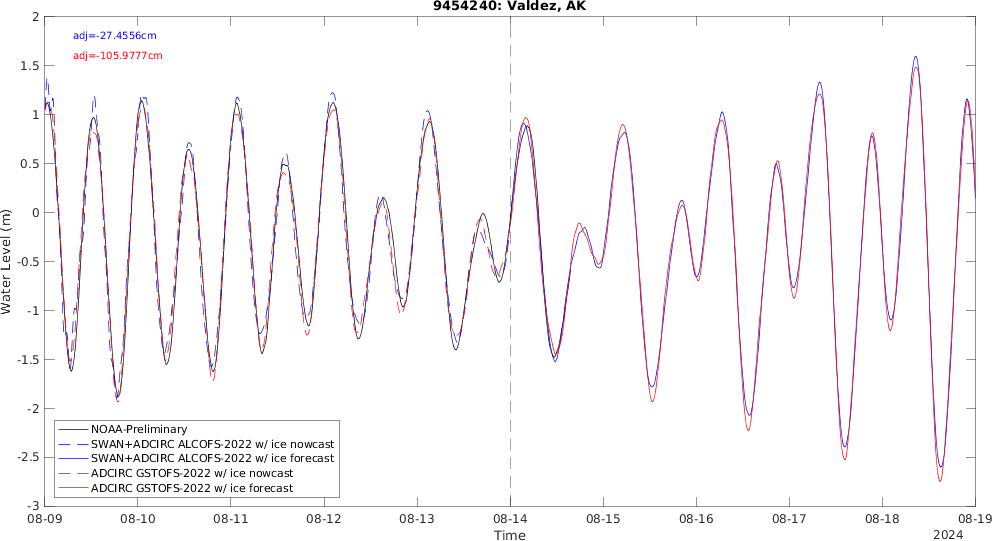 9454240: Valdez, AK
adj=-27.4556cm
adj=-105.9777cm
2
1.5
1
0.5
0
-0.5
-1
-1.5
-2
-2.5
-3
Water Level (m)
NOAA-Preliminary
SWAN+ADCIRC ALCOFS-2022 w/ ice nowcast
SWAN+ADCIRC ALCOFS-2022 w/ ice forecast
ADCIRC GSTOFS-2022 w/ ice nowcast
ADCIRC GSTOFS-2022 w/ ice forecast
08-09 08-10 08-11 08-12 08-13 08-14 08-15 08-16 08-17 08-18 08-19
Time
2024